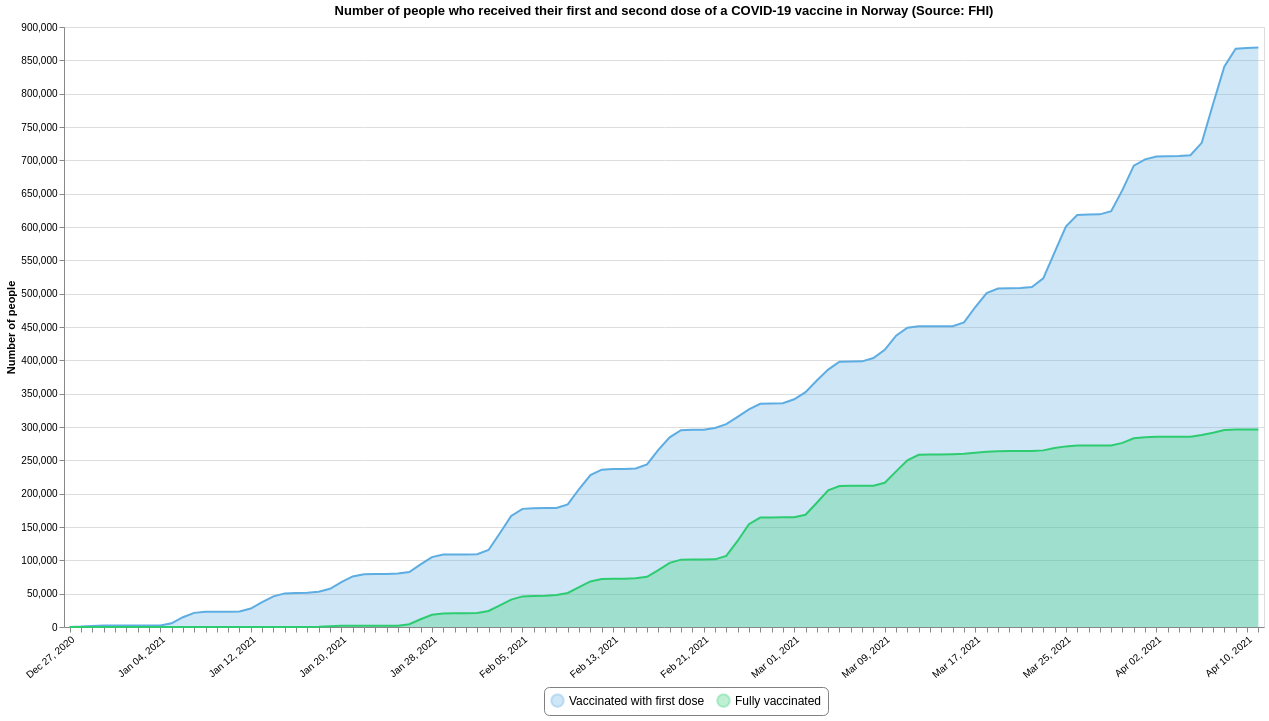 Number of people who received their first and second dose of a COVID-19 vaccine in Norway (Source: FHI)
Number of people
900,000
850,000
800,000
750,000
700,000
650,000
600,000
550,000
500,000
450,000
400,000
350,000
300,000
250,000
200,000
150,000
100,000
50,000
0
Dec 27, 2020
Jan 04, 2021
Jan 12, 2021
Jan 20, 2021
Jan 28, 2021
Feb 05, 2021
Feb 13, 2021
Feb 21, 2021
Mar 01, 2021
Mar 09, 2021
Mar 17, 2021
Mar 25, 2021
Apr 02, 2021
Apr 10, 2021
Vaccinated with first dose
Fully vaccinated